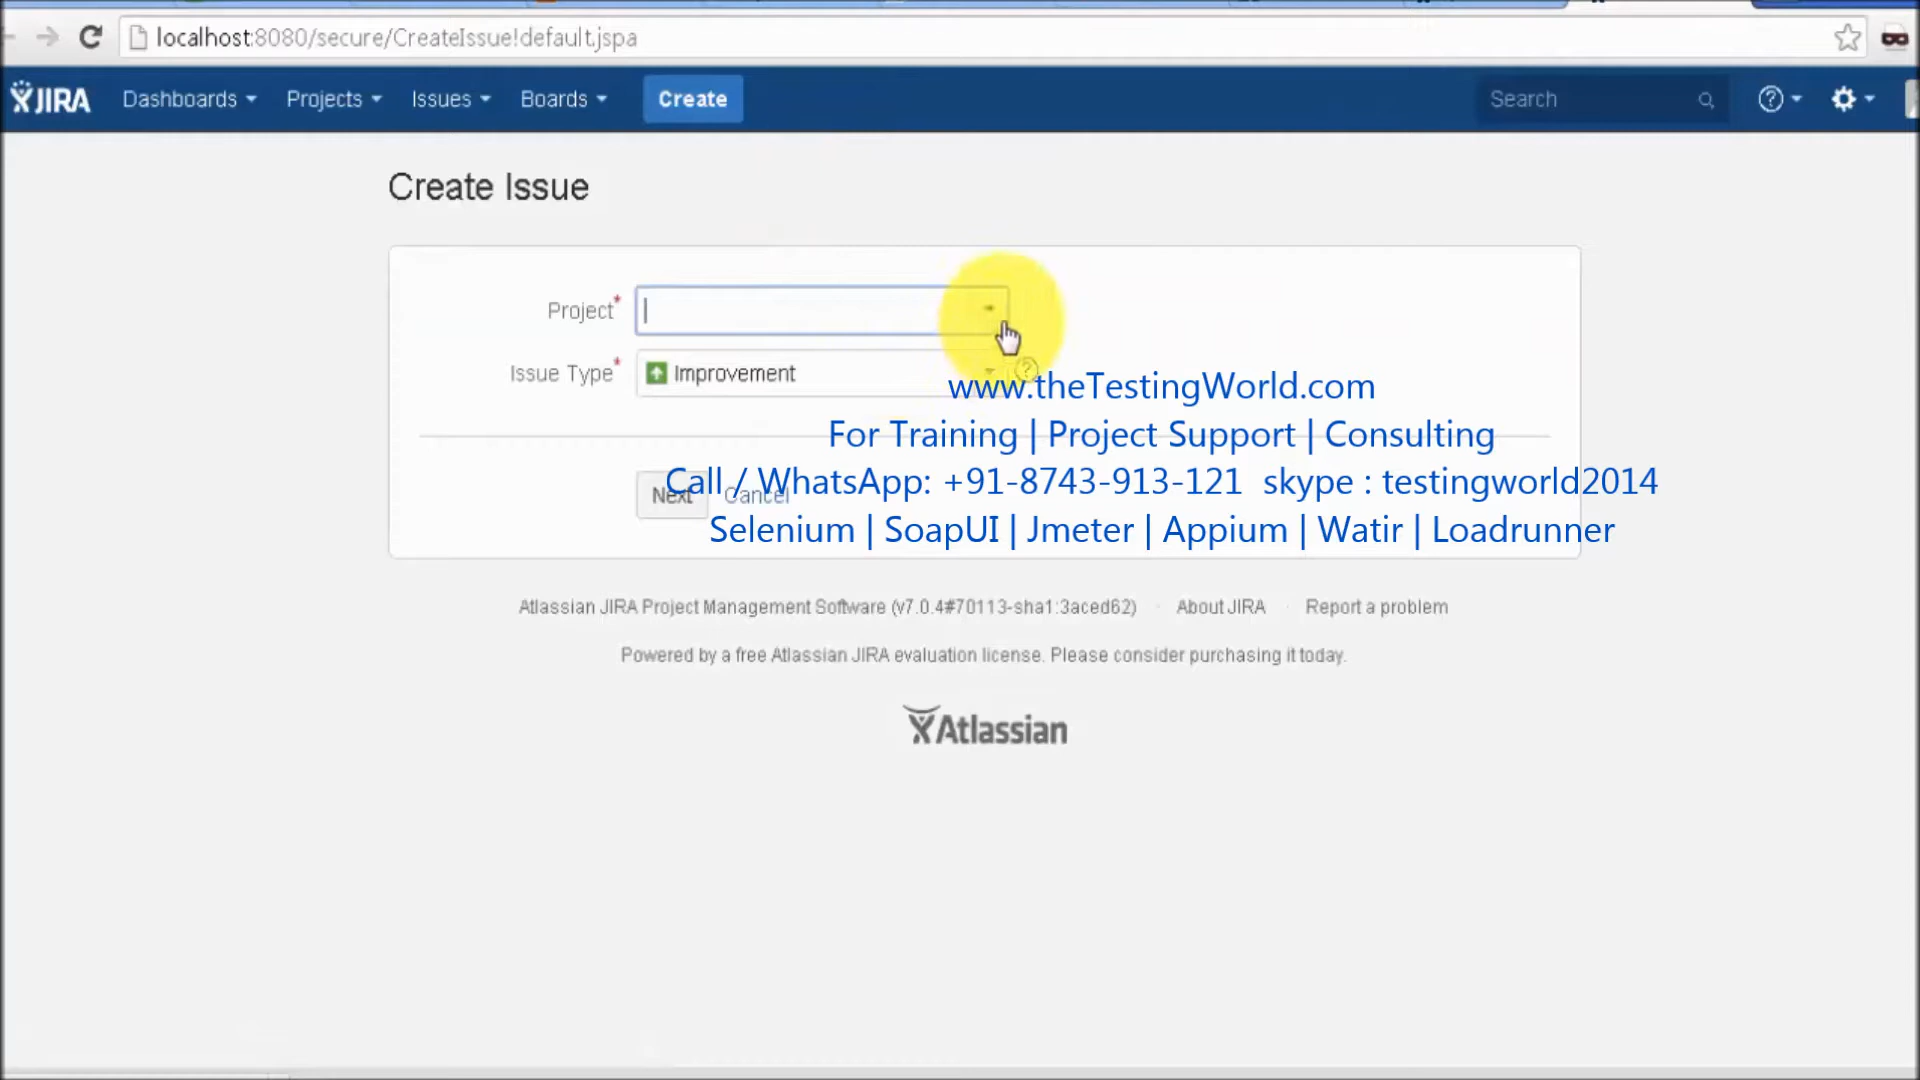 localhost:8080/secure/CreateIssue!default.jspa
JIRA Dashboards Projects Issues Boards Create Search
Create Issue
Project*
Issue Type* Improvement
www.theTestingWorld.com
For Training | Project Support | Consulting
Call / WhatsApp: +91-8743-913-121 skype : testingworld2014
Next Cancel
Selenium | SoapUI | Jmeter | Appium | Watir | Loadrunner
Atlassian JIRA Project Management Software (v7.0.4#70113-sha1:3aced62) · About JIRA · Report a problem
Powered by a free Atlassian JIRA evaluation license. Please consider purchasing it today.
Atlassian